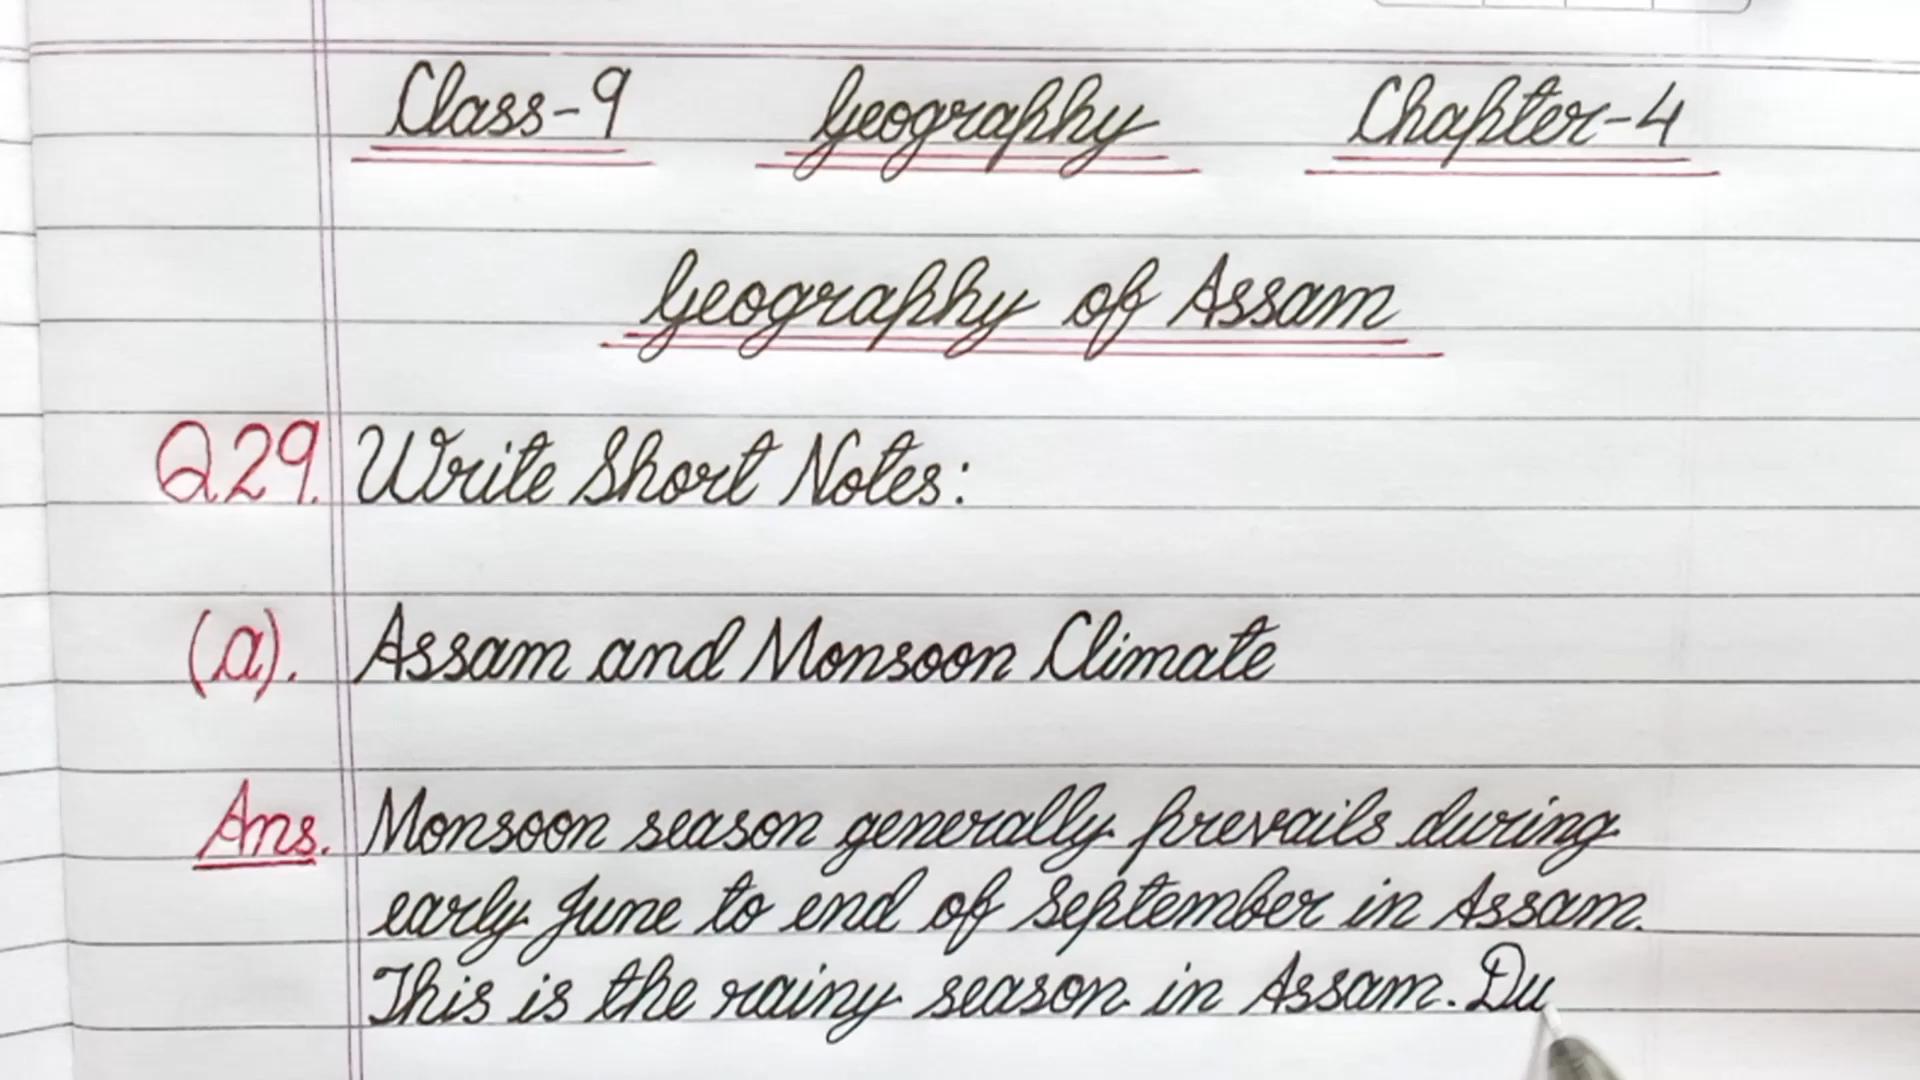 Class-9 Geography Chapter-4
Geography of Assam
Q29. Write Short Notes:
(a). Assam and Monsoon Climate
Ans. Monsoon season generally prevails during
early June to end of September in Assam.
This is the rainy season in Assam. Du